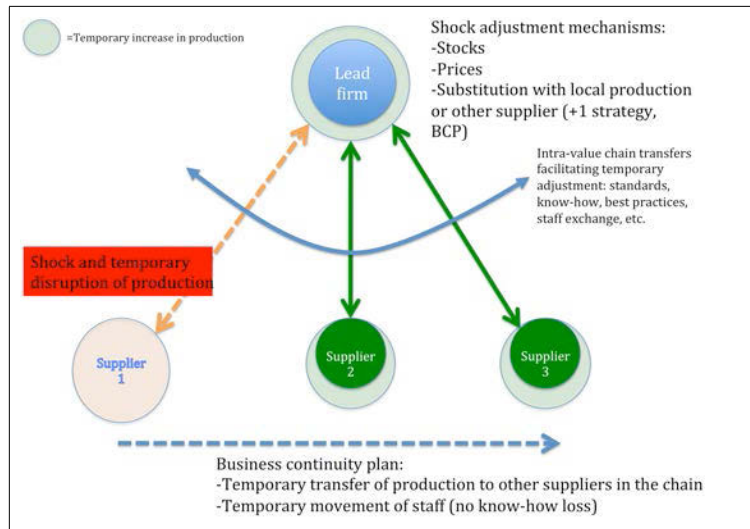 =Temporary increase in production
Shock adjustment mechanisms:
-Stocks
-Prices
-Substitution with local production
or other supplier (+1 strategy,
BCP)
Lead
firm
Intra-value chain transfers
facilitating temporary
adjustment: standards,
know-how, best practices,
staff exchange, etc.
Shock and temporary
disruption of production
Supplier
1
Supplier
2
Supplier
3
Business continuity plan:
-Temporary transfer of production to other suppliers in the chain
-Temporary movement of staff (no know-how loss)